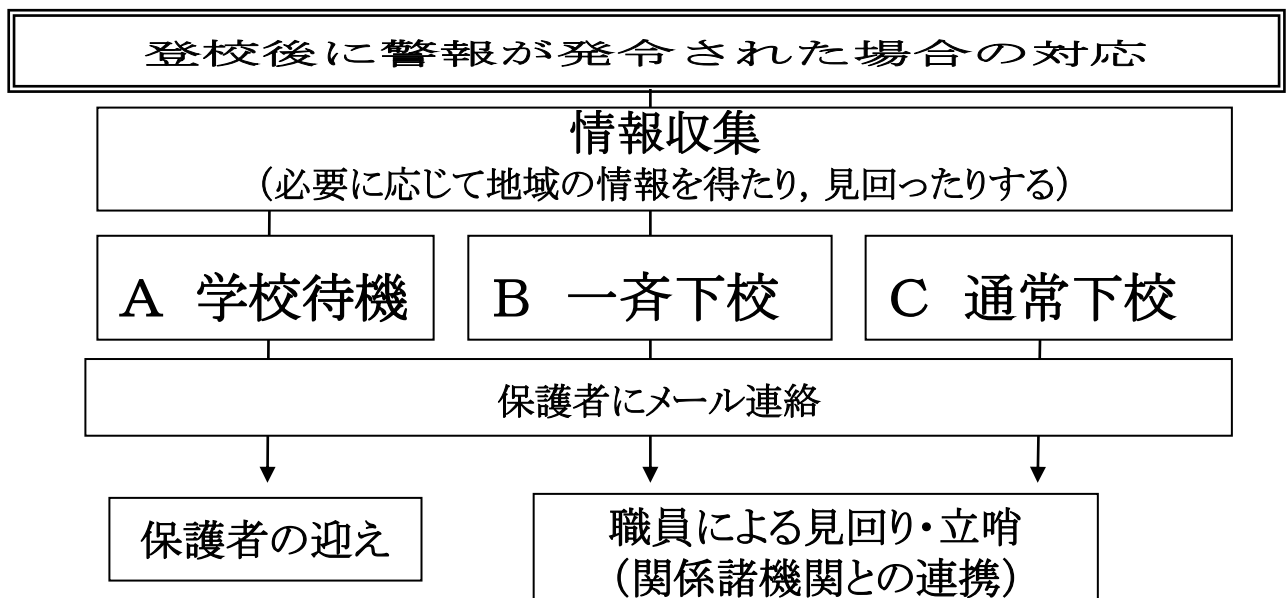 登校後に警報が発令された場合の対応
情報収集
（必要に応じて地域の情報を得たり，見回ったりする）
A　学校待機
B　一斉下校
C　通常下校
保護者にメール連絡
保護者の迎え
職員による見回り・立哨
（関係諸機関との連携）